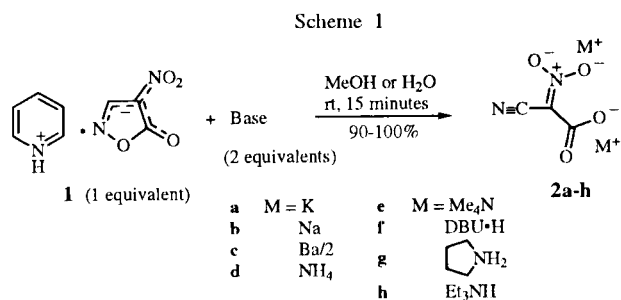 Scheme 1
NO₂
N
H
N
O
O
1 (1 equivalent)
+ Base
(2 equivalents)
MeOH or H₂O
rt, 15 minutes
90-100%
M⁺
O⁻
N⁺
O⁻
N≡C
O⁻
O
M⁺
2a-h
a M = K
b Na
c Ba/2
d NH₄
e M = Me₄N
f DBU•H
g NH₂
h Et₃NH